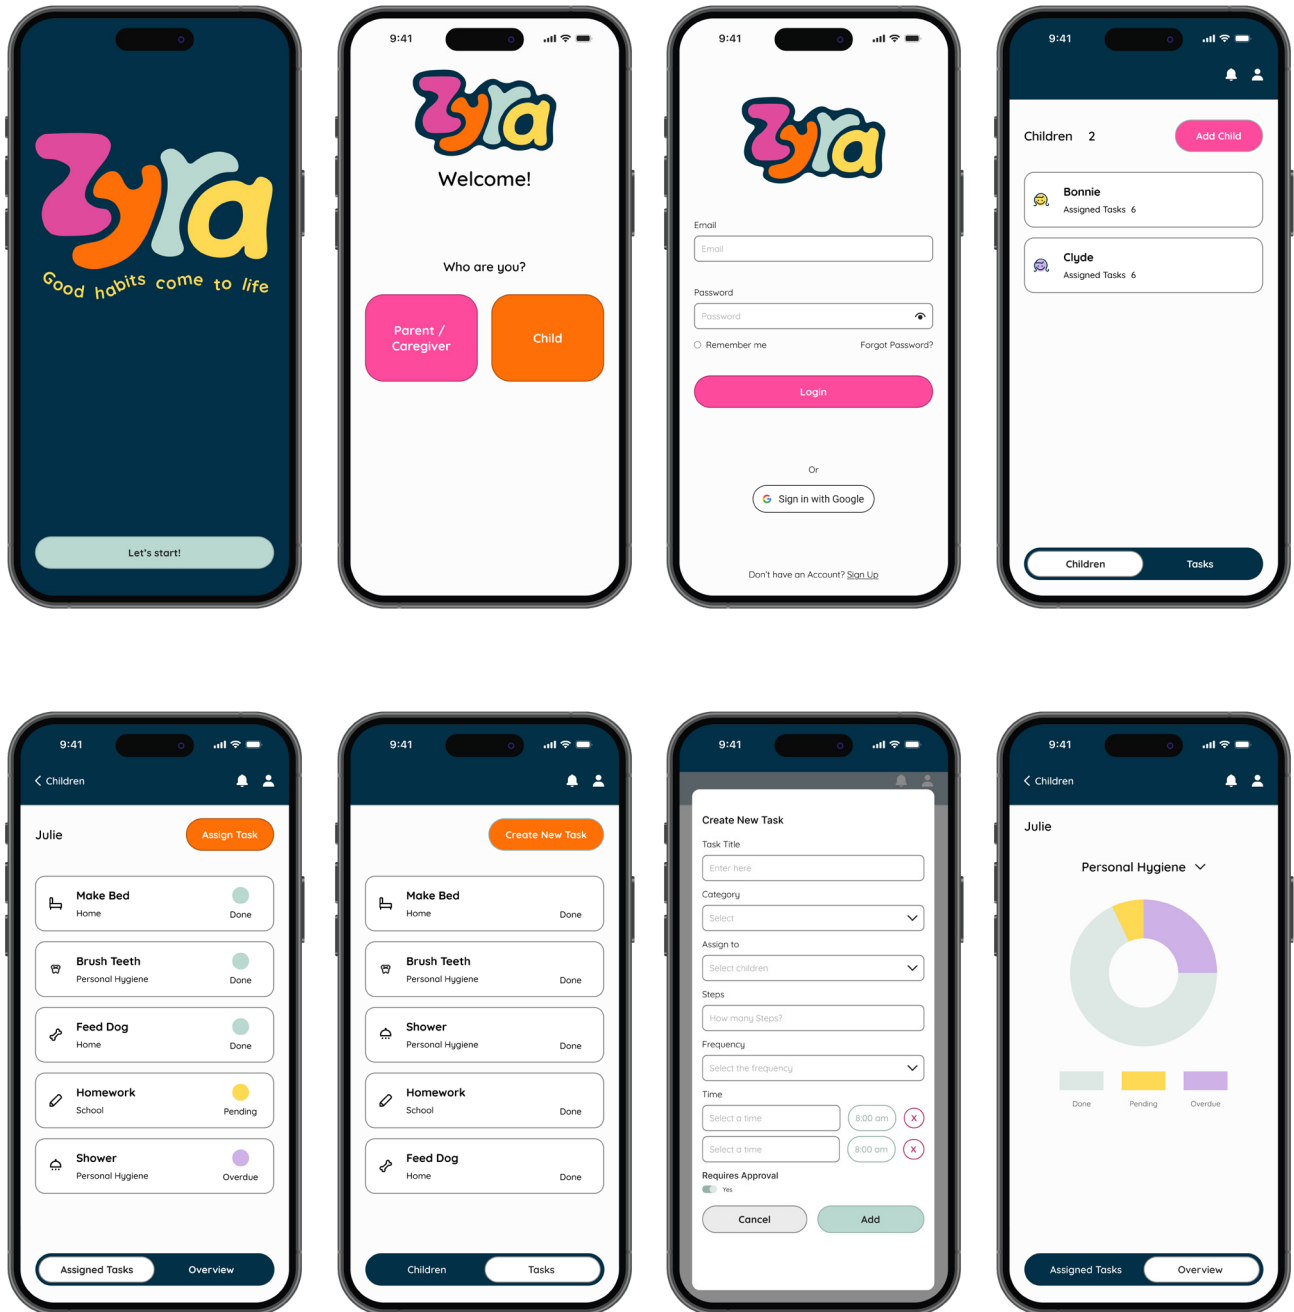 Zyra
Good habits come to life
Let's start!
9:41
Zyra
Welcome!
Who are you?
Parent /
Caregiver
Child
9:41
Zyra
Email
Email
Password
Password
Remember me Forgot Password?
Login
Or
G Sign in with Google
Don't have an Account? Sign Up
9:41
Children 2 Add Child
Bonnie
Assigned Tasks 6
Clyde
Assigned Tasks 6
Children Tasks
9:41
Children
Julie Assign Task
Make Bed
Home Done
Brush Teeth
Personal Hygiene Done
Feed Dog
Home Done
Homework
School Pending
Shower
Personal Hygiene Overdue
Assigned Tasks Overview
9:41
Create New Task
Make Bed
Home Done
Brush Teeth
Personal Hygiene Done
Shower
Personal Hygiene Done
Homework
School Done
Feed Dog
Home Done
Children Tasks
9:41
Create New Task
Task Title
Enter here
Category
Select
Assign to
Select children
Steps
How many Steps?
Frequency
Select the frequency
Time
Select a time 8:00 am X
Select a time 8:00 am X
Requires Approval
Yes
Cancel Add
9:41
Children
Julie
Personal Hygiene
Done Pending Overdue
Assigned Tasks Overview